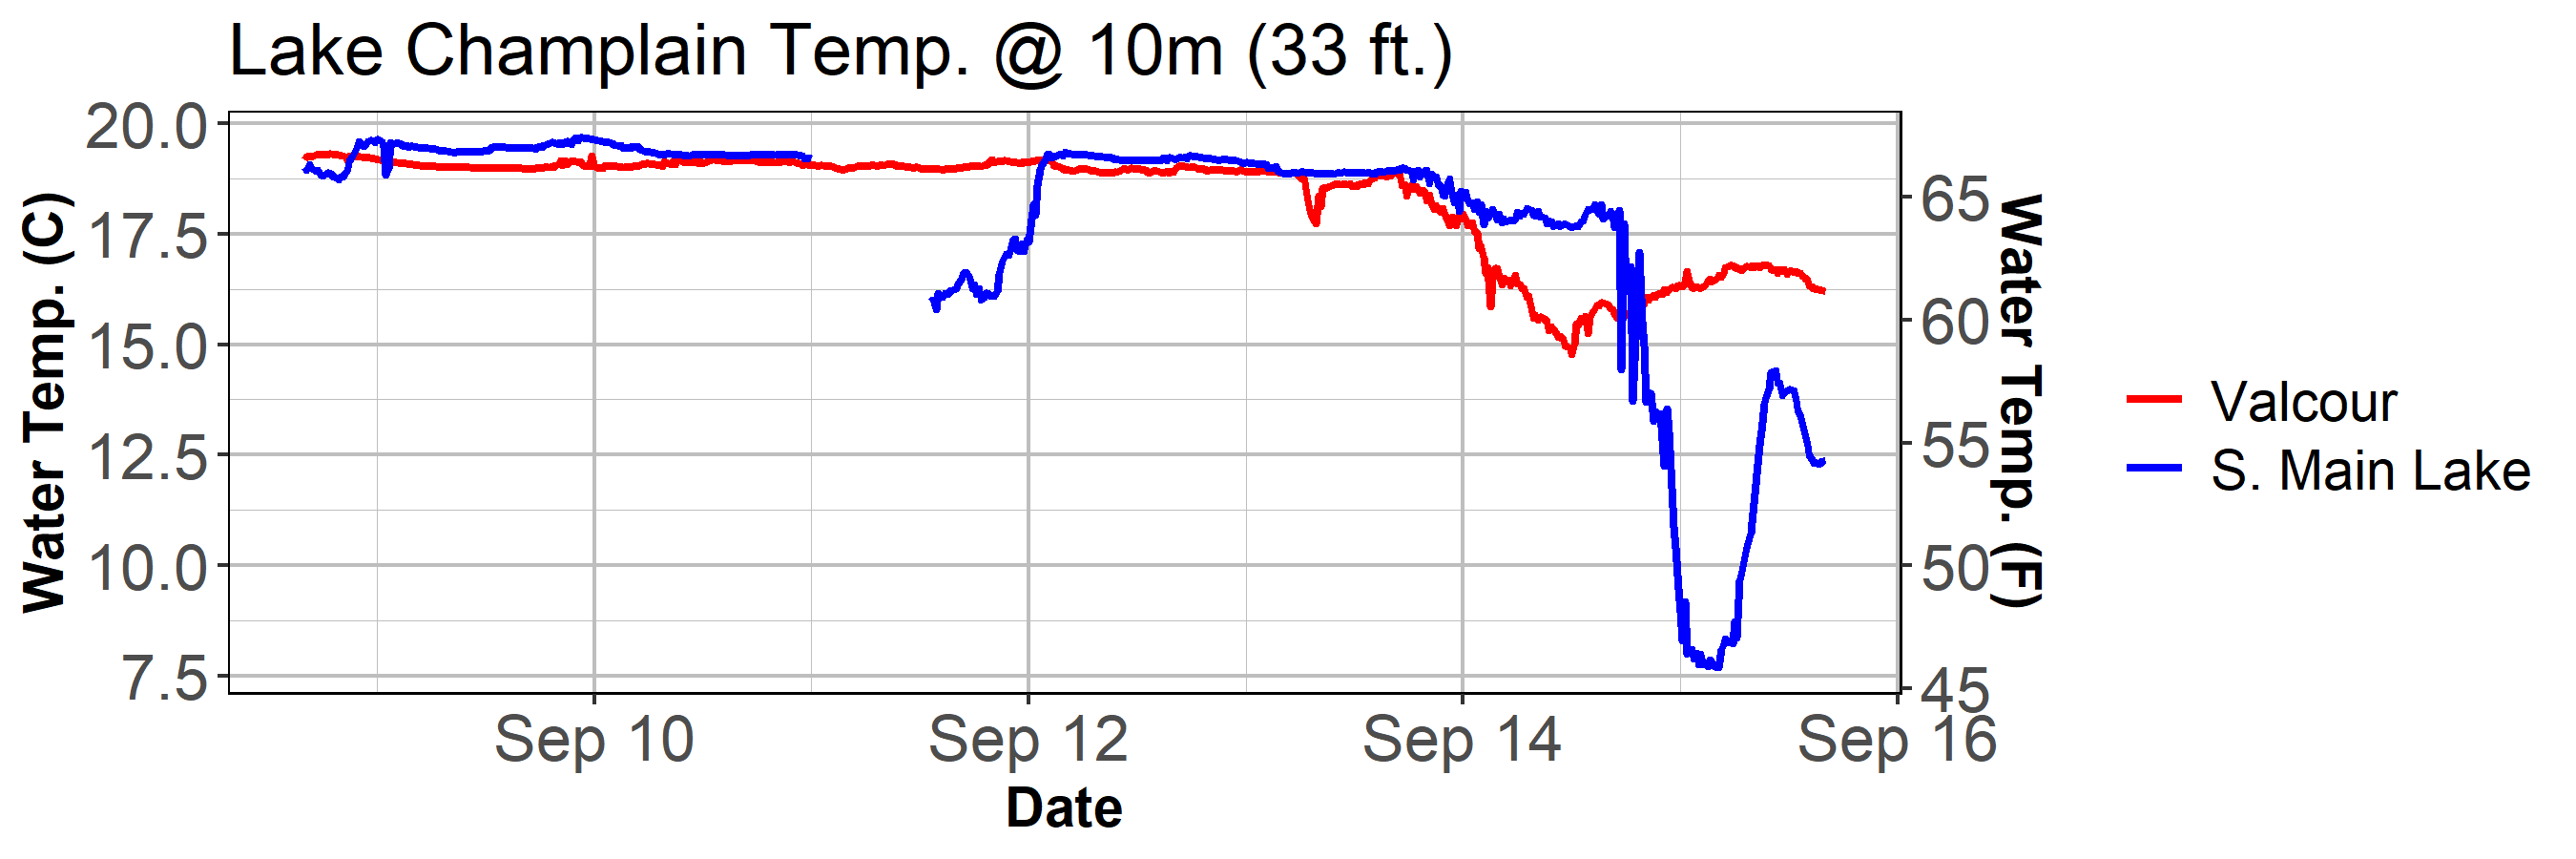 Lake Champlain Temp. @ 10m (33 ft.)
Water Temp. (C)
20.0
17.5
15.0
12.5
10.0
7.5
65
60
55
50
45
Water Temp. (F)
Sep 10
Sep 12
Sep 14
Sep 16
Date
Valcour
S. Main Lake